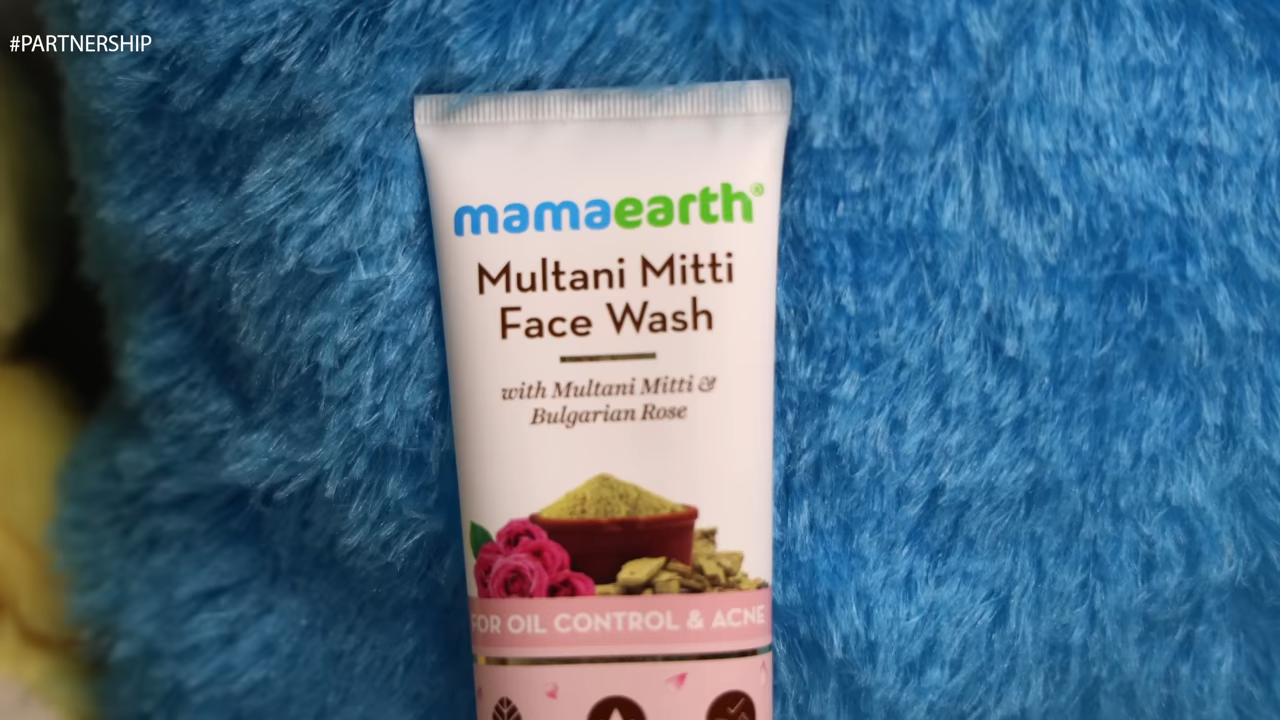 #PARTNERSHIP
mamaearth®
Multani Mitti
Face Wash
with Multani Mitti &
Bulgarian Rose
FOR OIL CONTROL & ACNE